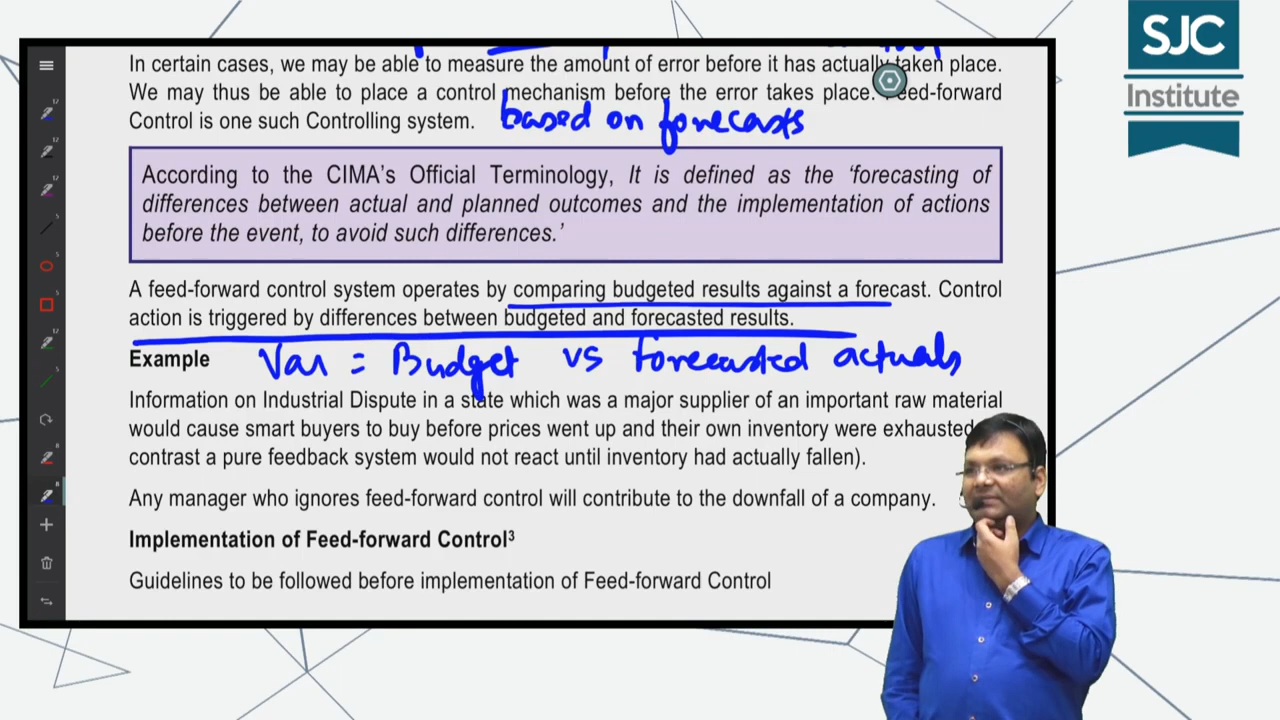 SJC
Institute
In certain cases, we may be able to measure the amount of error before it has actually taken place.
We may thus be able to place a control mechanism before the error takes place. Feed-forward
Control is one such Controlling system. based on forecasts
According to the CIMA's Official Terminology, It is defined as the 'forecasting of
differences between actual and planned outcomes and the implementation of actions
before the event, to avoid such differences.'
A feed-forward control system operates by comparing budgeted results against a forecast. Control
action is triggered by differences between budgeted and forecasted results.
Example Var = Budget vs forecasted actuals
Information on Industrial Dispute in a state which was a major supplier of an important raw material
would cause smart buyers to buy before prices went up and their own inventory were exhausted
contrast a pure feedback system would not react until inventory had actually fallen).
Any manager who ignores feed-forward control will contribute to the downfall of a company.
Implementation of Feed-forward Control³
Guidelines to be followed before implementation of Feed-forward Control